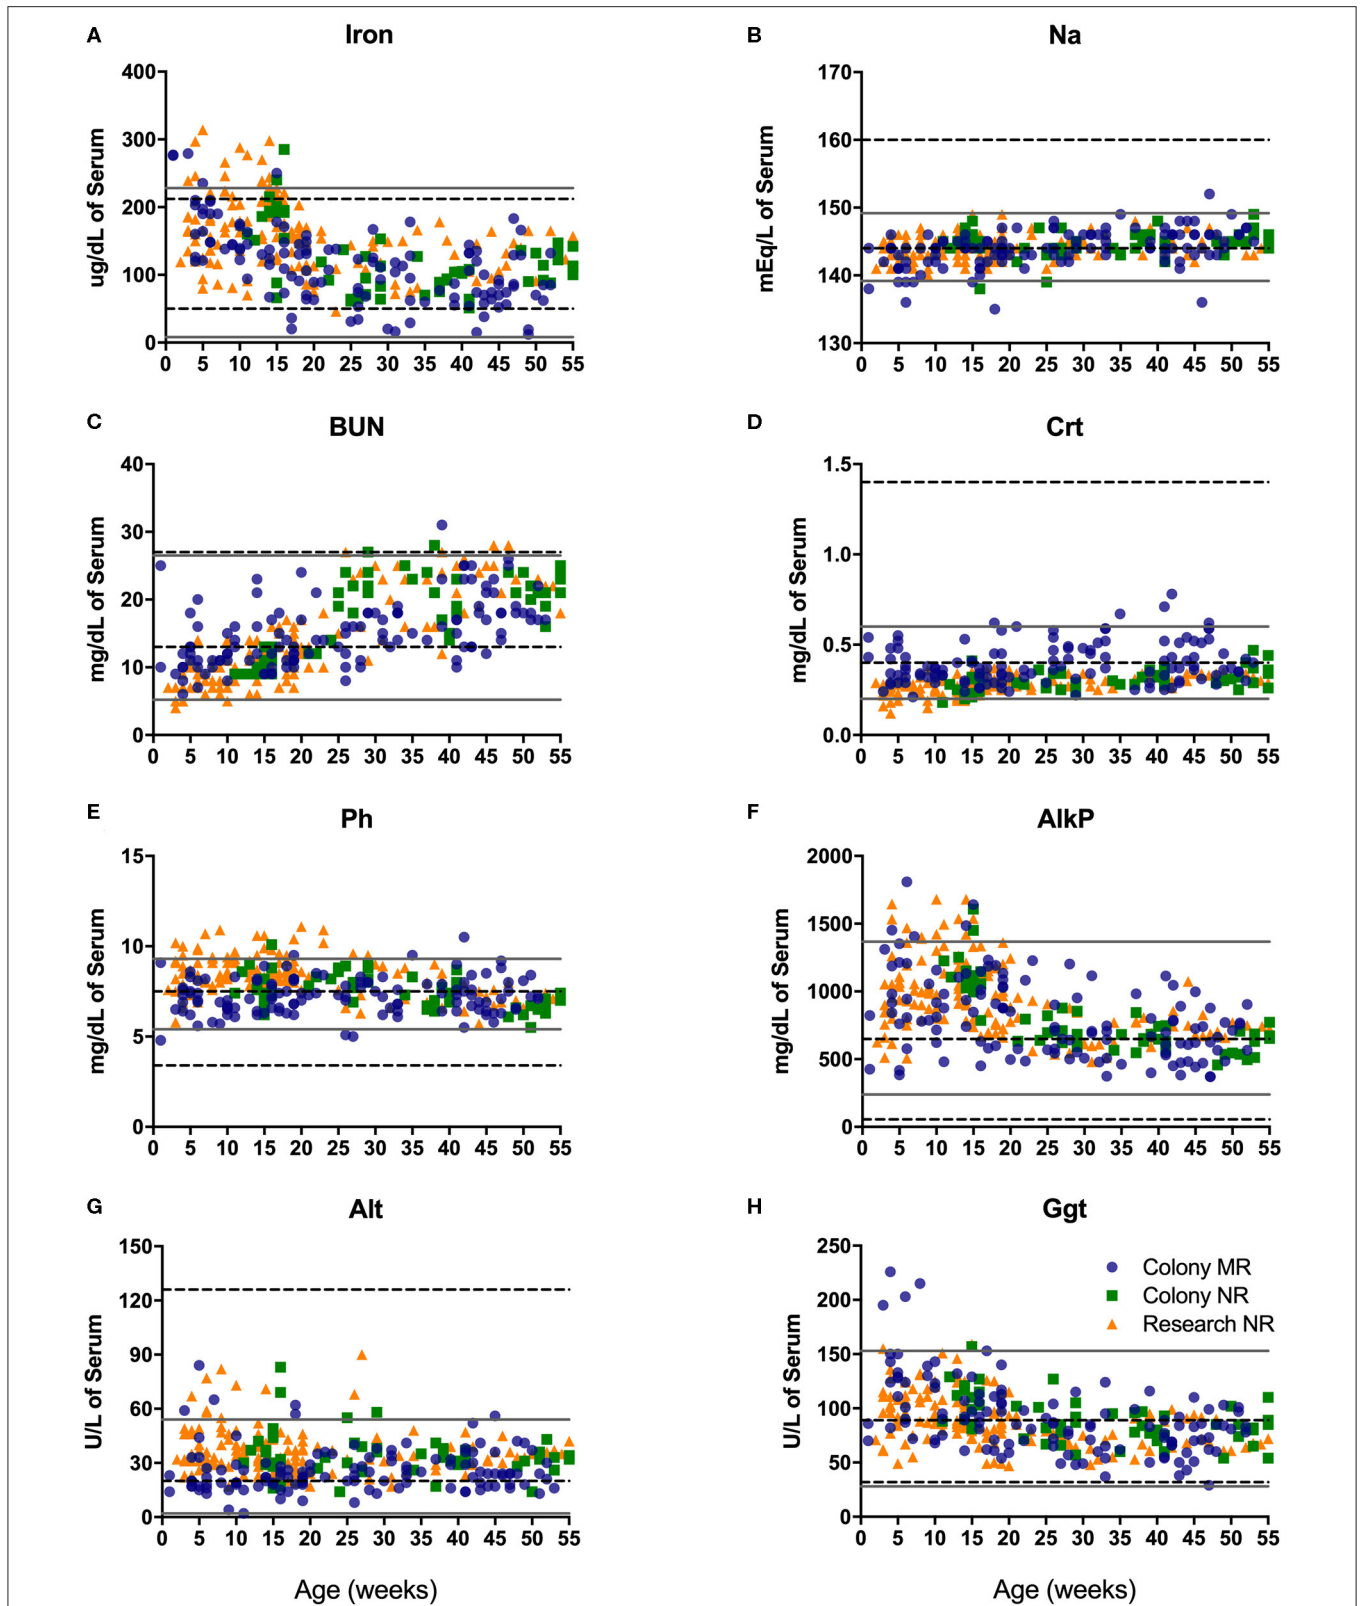 A
Iron
400
300
200
100
0
ug/dL of Serum
0 5 10 15 20 25 30 35 40 45 50 55
B
Na
170
160
150
140
130
mEq/L of Serum
0 5 10 15 20 25 30 35 40 45 50 55
C
BUN
40
30
20
10
0
mg/dL of Serum
0 5 10 15 20 25 30 35 40 45 50 55
D
Crt
1.5
1.0
0.5
0.0
mg/dL of Serum
0 5 10 15 20 25 30 35 40 45 50 55
E
Ph
15
10
5
0
mg/dL of Serum
0 5 10 15 20 25 30 35 40 45 50 55
F
AlkP
2000
1500
1000
500
0
mg/dL of Serum
0 5 10 15 20 25 30 35 40 45 50 55
G
Alt
150
120
90
60
30
0
U/L of Serum
0 5 10 15 20 25 30 35 40 45 50 55
Age (weeks)
H
Ggt
250
200
150
100
50
0
U/L of Serum
Colony MR
Colony NR
Research NR
0 5 10 15 20 25 30 35 40 45 50 55
Age (weeks)